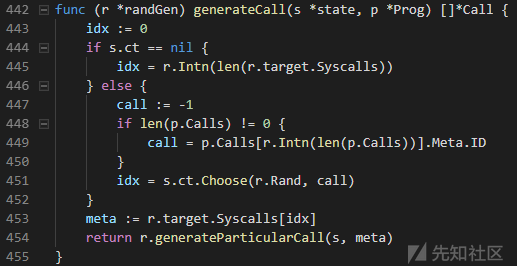 442 func (r *randGen) generateCall(s *state, p *Prog) []*Call {
443     idx := 0
444     if s.ct == nil {
445         idx = r.Intn(len(r.target.Syscalls))
446     } else {
447         call := -1
448         if len(p.Calls) != 0 {
449             call = p.Calls[r.Intn(len(p.Calls))].Meta.ID
450         }
451         idx = s.ct.Choose(r.Rand, call)
452     }
453     meta := r.target.Syscalls[idx]
454     return r.generateParticularCall(s, meta)
455 }
先知社区